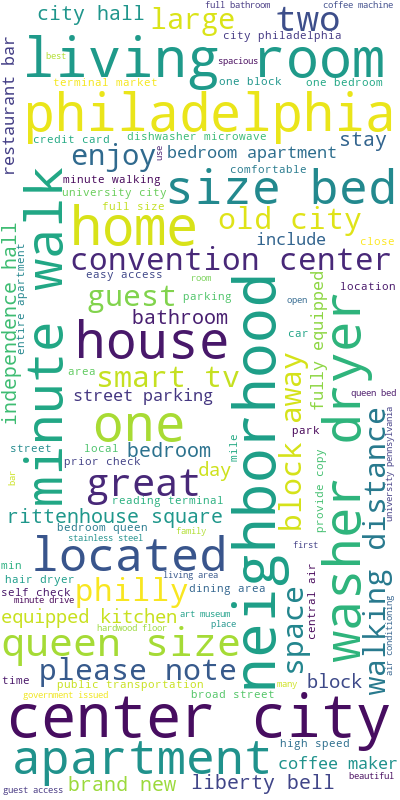 full bathroom
coffee machine
city hall
large
two
restaurant bar
city philadelphia
living room
best
spacious
terminal market
one block
one bedroom
philadelphia
credit card
dishwasher microwave
stay
enjoy
use
bedroom apartment
minute walking
comfortable
university city
size bed
minute walk
full size
home
old city
independence hall
entire apartment
include
close
convention center
easy access
room
location
guest
parking
fully equipped
open
neighborhood
washer dryer
bathroom
house
car
area
smart tv
block away
street parking
queen bed
one
park
walking distance
university pennsylvania
street
local
bedroom
mile
prior check
day
great
provide copy
bar
reading terminal
rittenhouse square
bedroom queen
family
first
stainless steel
located
space
central air
min
living area
air conditioning
hair dryer
dining area
self check
philly
minute drive
art museum
equipped kitchen
place
hardwood floor
queen size
please note
time
public transportation
block
many
government issued
broad street
center city
high speed
apartment
coffee maker
beautiful
guest access
brand new
liberty bell